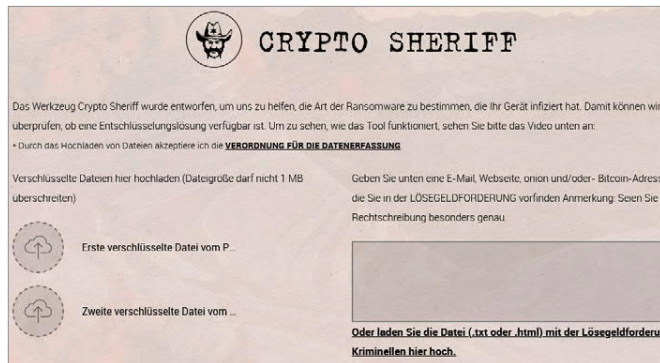 CRYPTO SHERIFF
Das Werkzeug Crypto Sheriff wurde entworfen, um uns zu helfen, die Art der Ransomware zu bestimmen, die Ihr Gerät infiziert hat. Damit können wir
überprüfen, ob eine Entschlüsselungslösung verfügbar ist. Um zu sehen, wie das Tool funktioniert, sehen Sie bitte das Video unten an:
• Durch das Hochladen von Dateien akzeptiere ich die VERORDNUNG FÜR DIE DATENERFASSUNG
Verschlüsselte Dateien hier hochladen (Dateigröße darf nicht 1 MB
überschreiten)
Erste verschlüsselte Datei vom P...
Zweite verschlüsselte Datei vom ...
Geben Sie unten eine E-Mail, Webseite, onion und/oder- Bitcoin-Adress
die Sie in der LÖSEGELDFORDERUNG vorfinden Anmerkung: Seien Sie
Rechtschreibung besonders genau.
Oder laden Sie die Datei (.txt oder .html) mit der Lösegeldforderu
Kriminellen hier hoch.